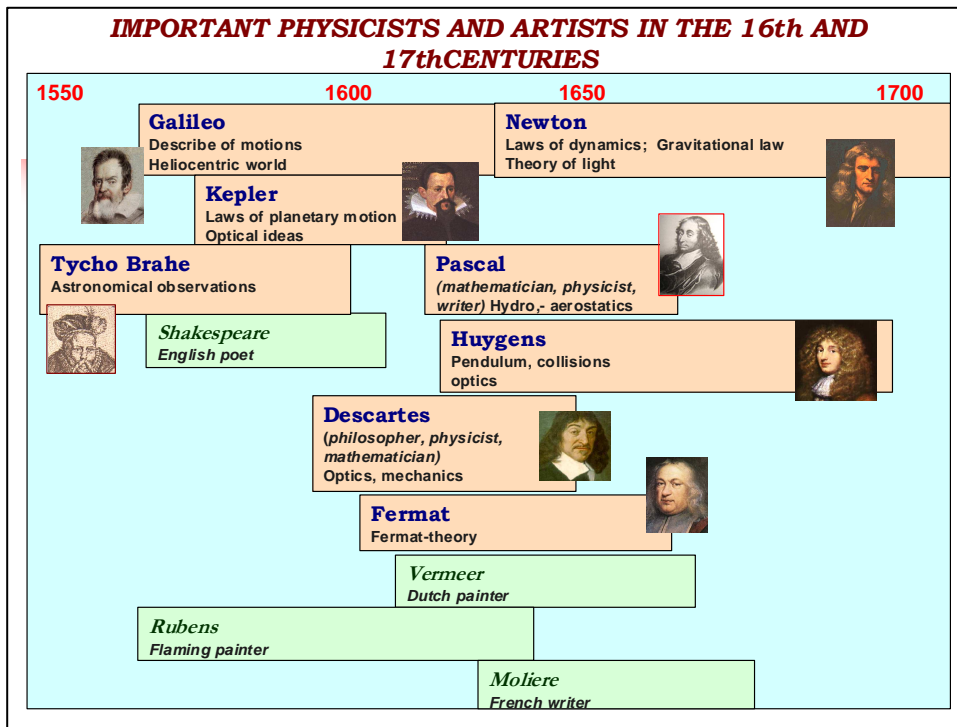 IMPORTANT PHYSICISTS AND ARTISTS IN THE 16th AND
17thCENTURIES
1550 1600 1650 1700
Galileo
Describe of motions
Heliocentric world
Newton
Laws of dynamics; Gravitational law
Theory of light
Kepler
Laws of planetary motion
Optical ideas
Tycho Brahe
Astronomical observations
Pascal
(mathematician, physicist,
writer) Hydro,- aerostatics
Shakespeare
English poet
Huygens
Pendulum, collisions
optics
Descartes
(philosopher, physicist,
mathematician)
Optics, mechanics
Fermat
Fermat-theory
Vermeer
Dutch painter
Rubens
Flaming painter
Moliere
French writer